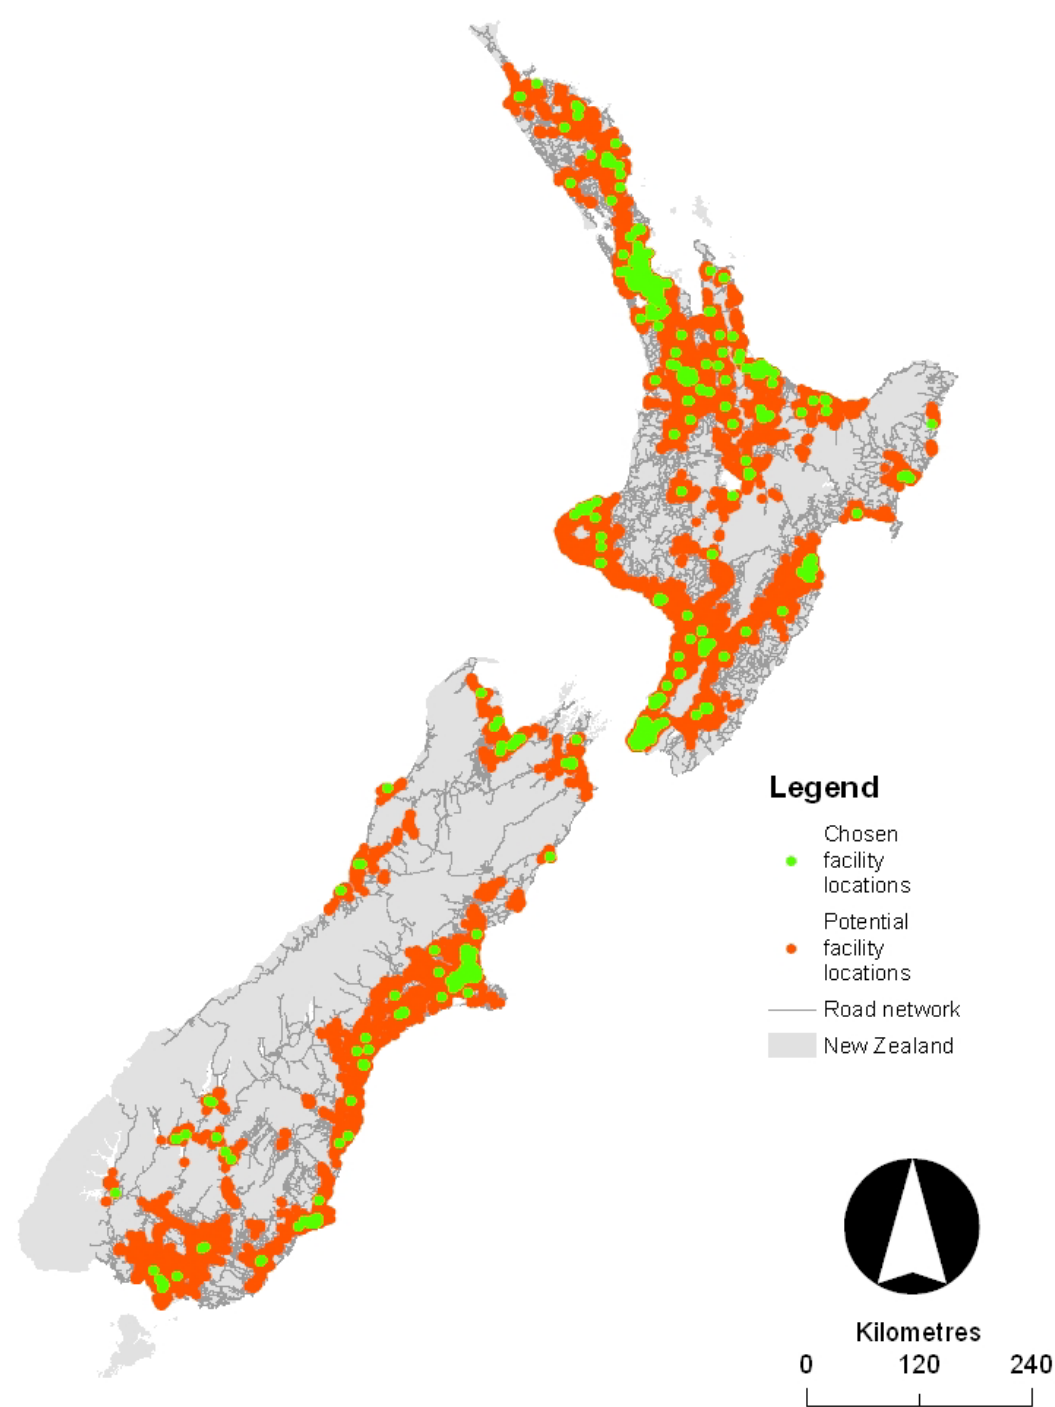 Legend
Chosen
facility
locations
Potential
facility
locations
Road network
New Zealand
Kilometres
0 120 240